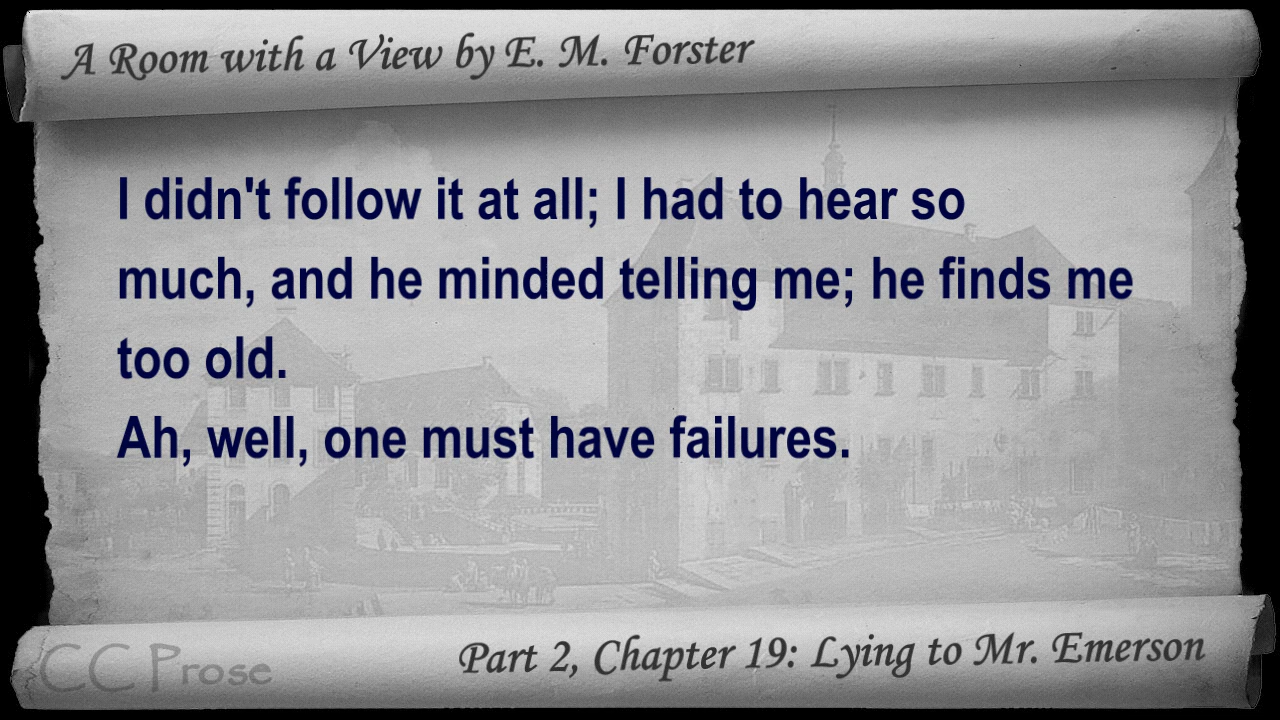 A Room with a View by E. M. Forster
I didn't follow it at all; I had to hear so
much, and he minded telling me; he finds me
too old.
Ah, well, one must have failures.
CC Prose
Part 2, Chapter 19: Lying to Mr. Emerson